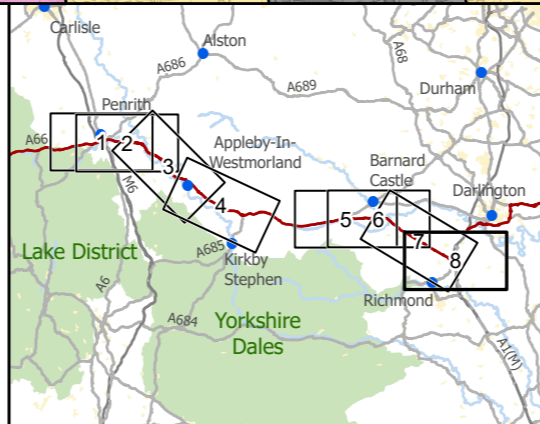 Carlisle
Alston
A68
A686
A689
Durham
Penrith
A66
1
2
3
Appleby-In-
Westmorland
Barnard
Castle
Darlington
M6
4
5
6
7
8
Lake District
A685
Kirkby
Stephen
Richmond
A6
A684
Yorkshire
Dales
A1(M)